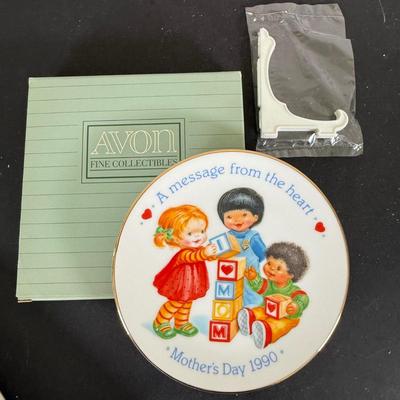 AVON
FINE COLLECTIBLES
A message from the heart
I
♥
M
O
M
♥
Mother's Day 1990